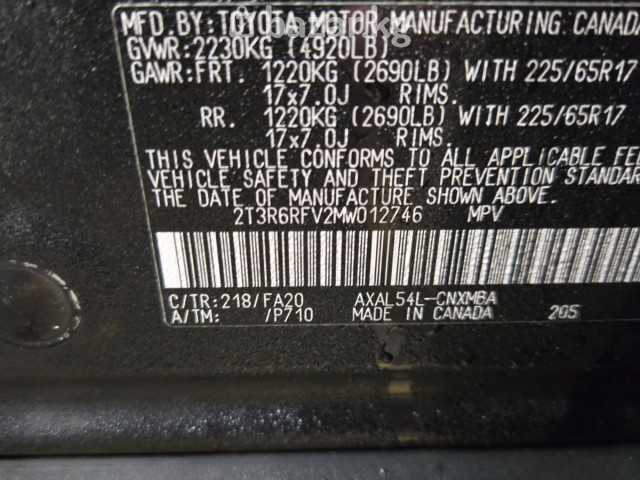 MFD.BY:TOYOTA MOTOR MANUFACTURING CANADA
GVWR:2230KG (4920LB)
GAWR:FRT. 1220KG (2690LB) WITH 225/65R17
17x7.0J RIMS.
RR. 1220KG (2690LB) WITH 225/65R17
17x7.0J RIMS.
THIS VEHICLE CONFORMS TO ALL APPLICABLE FE
VEHICLE SAFETY AND THEFT PREVENTION STANDAR
THE DATE OF MANUFACTURE SHOWN ABOVE.
2T3R6RFV2MW012746 MPV
C/TR:218/FA20 AXAL54L-CNXMBA
A/TM: /P710 MADE IN CANADA 205